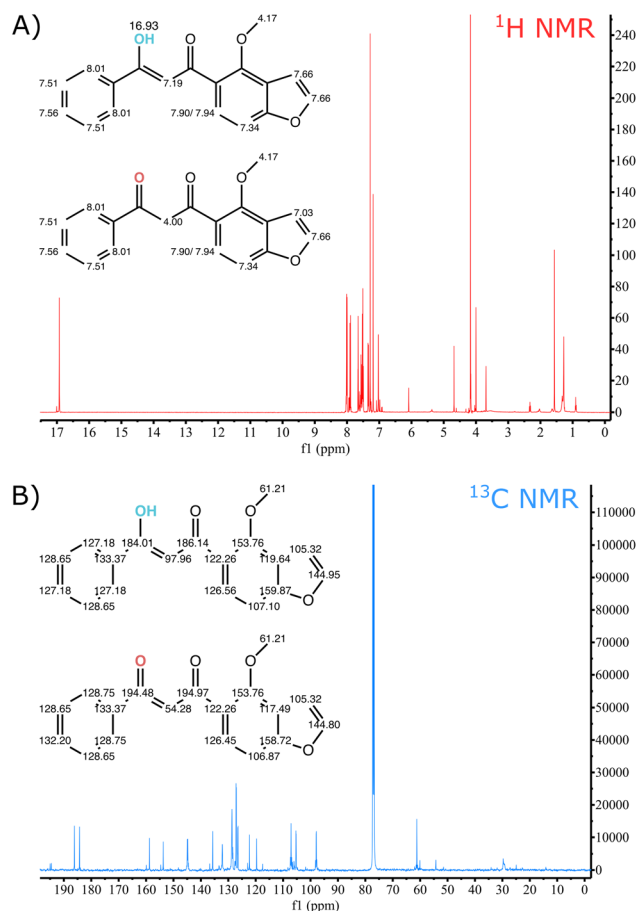 A)
¹H NMR
16.93
OH
O
O
4.17
8.01
7.51
7.19
7.66
7.66
7.56
8.01
7.90/ 7.94
7.51
7.34
O
O
O
O
4.17
8.01
7.03
7.51
4.00
7.66
7.56
8.01
7.90/ 7.94
7.51
7.34
O
240
220
200
180
160
140
120
100
80
60
40
20
0
17 16 15 14 13 12 11 10 9 8 7 6 5 4 3 2 1 0
f1 (ppm)
B)
¹³C NMR
OH
O
O
61.21
127.18 184.01 186.14 153.76 105.32
128.65 133.37 97.96 122.26 119.64 144.95
127.18 127.18 126.56 159.87
128.65 107.10 O
O
O
O
61.21
128.75 194.48 194.97 153.76 105.32
128.65 133.37 54.28 122.26 117.49 144.80
132.20 128.75 126.45 158.72
128.65 106.87 O
110000
100000
90000
80000
70000
60000
50000
40000
30000
20000
10000
0
190 180 170 160 150 140 130 120 110 100 90 80 70 60 50 40 30 20 10 0
f1 (ppm)